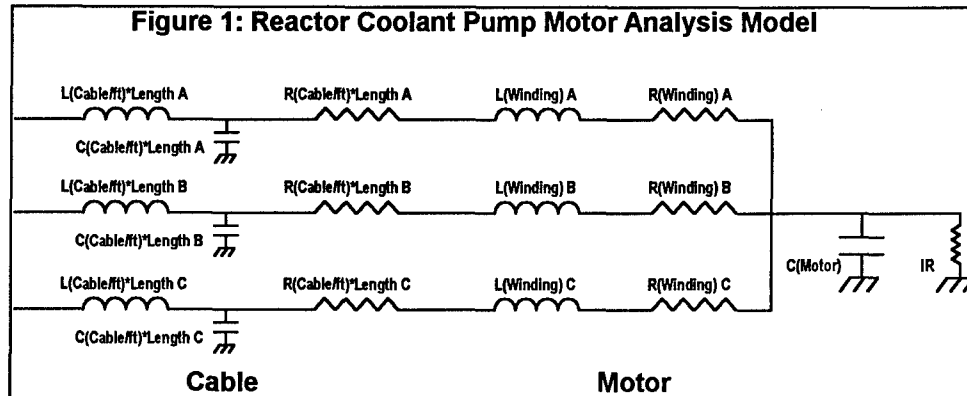 Figure 1: Reactor Coolant Pump Motor Analysis Model
L(Cable/ft)*Length A
R(Cable/ft)*Length A
L(Winding) A
R(Winding) A
C(Cable/ft)*Length A
L(Cable/ft)*Length B
R(Cable/ft)*Length B
L(Winding) B
R(Winding) B
C(Cable/ft)*Length B
C(Motor)
IR
L(Cable/ft)*Length C
R(Cable/ft)*Length C
L(Winding) C
R(Winding) C
C(Cable/ft)*Length C
Cable
Motor